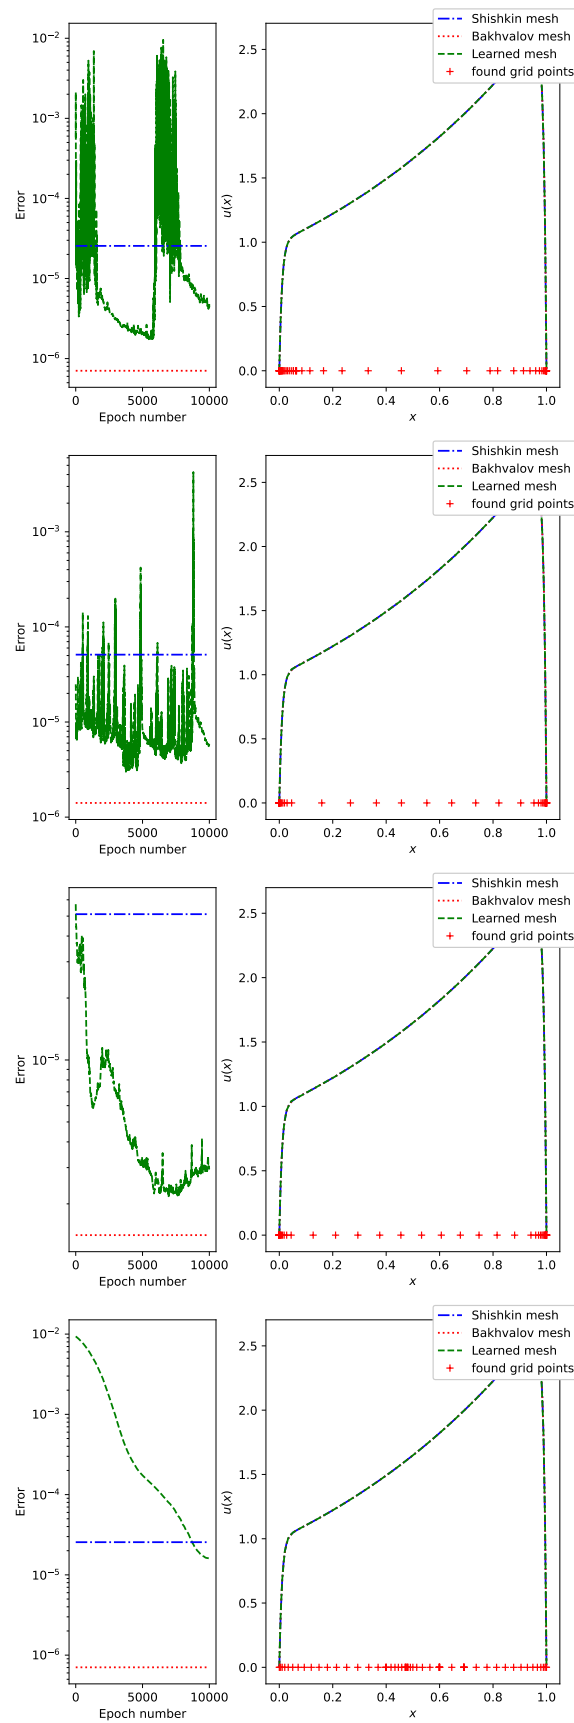 Shishkin mesh
Bakhvalov mesh
Learned mesh
found grid points
10⁻²
10⁻³
10⁻⁴
10⁻⁵
10⁻⁶
Error
0 5000 10000
Epoch number
u(x)
2.5
2.0
1.5
1.0
0.5
0.0
0.0 0.2 0.4 0.6 0.8 1.0
x
Shishkin mesh
Bakhvalov mesh
Learned mesh
found grid points
10⁻³
10⁻⁴
10⁻⁵
10⁻⁶
Error
0 5000 10000
Epoch number
u(x)
2.5
2.0
1.5
1.0
0.5
0.0
0.0 0.2 0.4 0.6 0.8 1.0
x
Shishkin mesh
Bakhvalov mesh
Learned mesh
found grid points
10⁻⁵
Error
0 5000 10000
Epoch number
u(x)
2.5
2.0
1.5
1.0
0.5
0.0
0.0 0.2 0.4 0.6 0.8 1.0
x
Shishkin mesh
Bakhvalov mesh
Learned mesh
found grid points
10⁻²
10⁻³
10⁻⁴
10⁻⁵
10⁻⁶
Error
0 5000 10000
Epoch number
u(x)
2.5
2.0
1.5
1.0
0.5
0.0
0.0 0.2 0.4 0.6 0.8 1.0
x